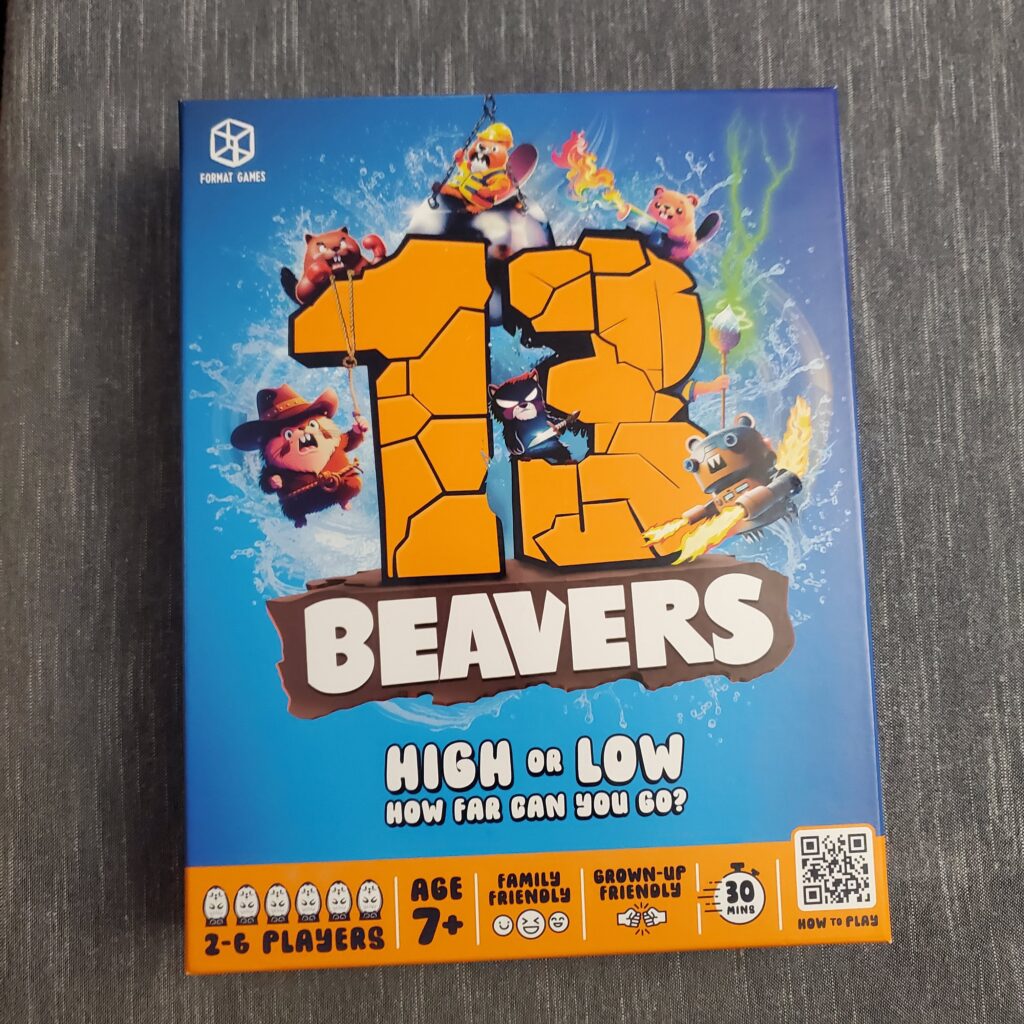 FORMAT GAMES
13
BEAVERS
HIGH OR LOW
HOW FAR CAN YOU GO?
2-6 PLAYERS
AGE
7+
FAMILY
FRIENDLY
GROWN-UP
FRIENDLY
30
MINS
HOW TO PLAY